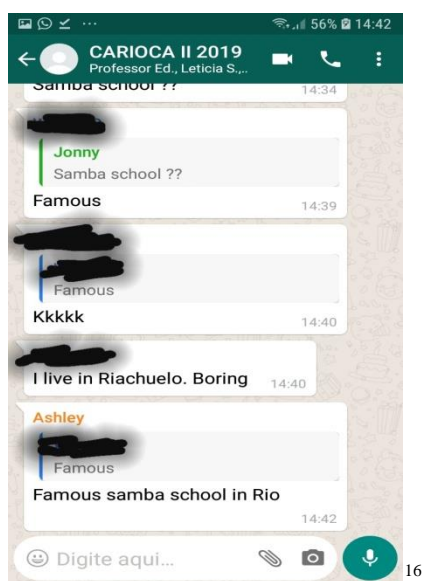 56% 14:42
CARIOCA II 2019
Professor Ed., Leticia S.,..
Samba school ??
14:34
Jonny
Samba school ??
Famous
14:39
Famous
Kkkkk
14:40
I live in Riachuelo. Boring
14:40
Ashley
Famous
Famous samba school in Rio
14:42
Digite aqui...
16